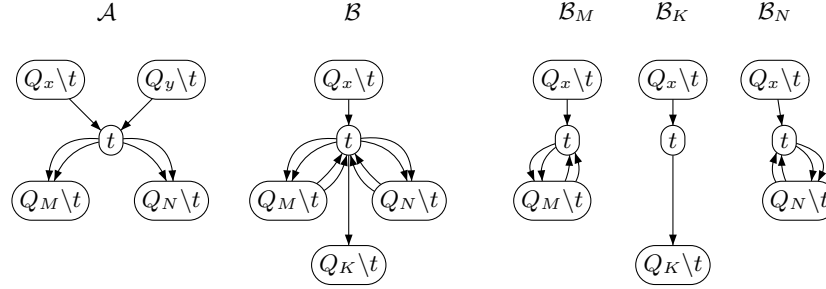 𝒜 ℬ ℬ_M ℬ_K ℬ_N
Q_x\t Q_y\t Q_x\t Q_x\t Q_x\t Q_x\t
t t t t t
Q_M\t Q_N\t Q_M\t Q_N\t Q_M\t Q_N\t
Q_K\t Q_K\t